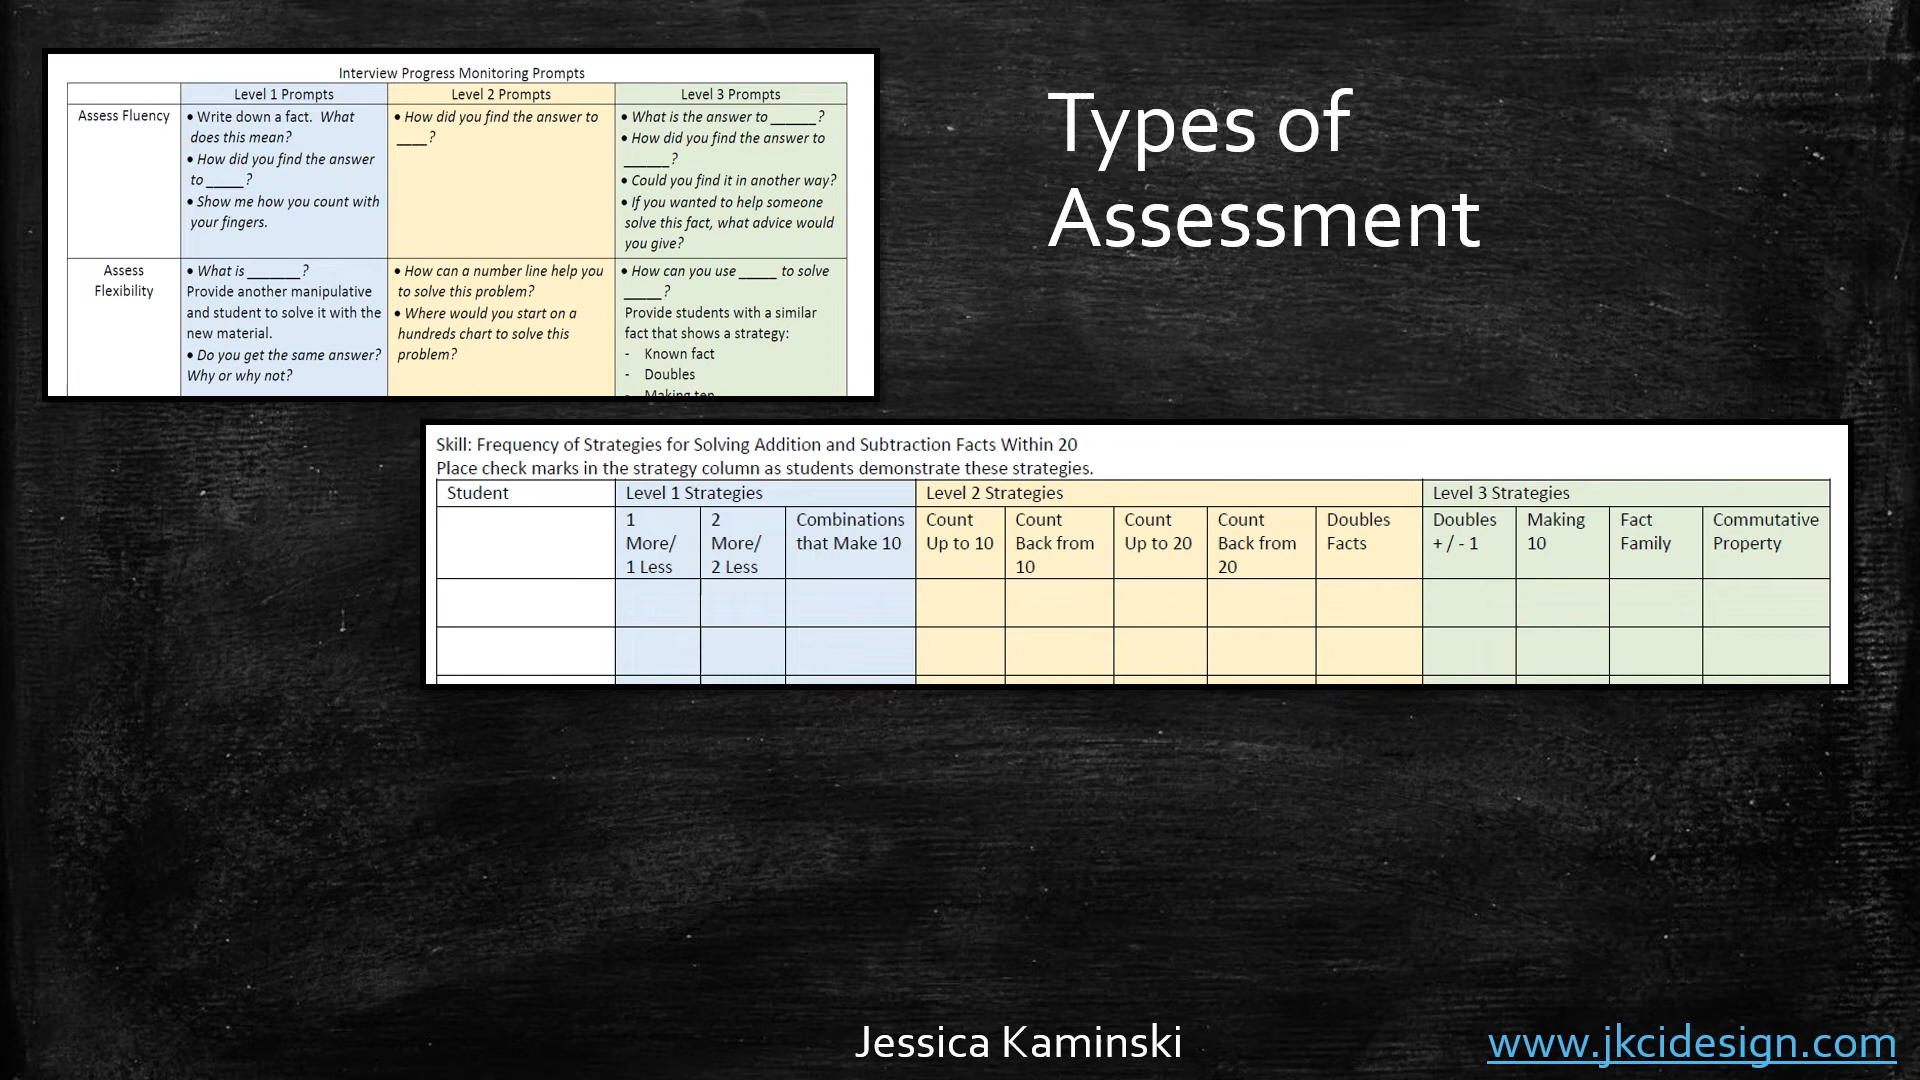 Interview Progress Monitoring Prompts
Level 1 Prompts
Level 2 Prompts
Level 3 Prompts
Assess Fluency
• Write down a fact. What
does this mean?
• How did you find the answer
to _____?
• Show me how you count with
your fingers.
• How did you find the answer to
____?
• What is the answer to ______?
• How did you find the answer to
______?
• Could you find it in another way?
• If you wanted to help someone
solve this fact, what advice would
you give?
Assess
Flexibility
• What is _______?
Provide another manipulative
and student to solve it with the
new material.
• Do you get the same answer?
Why or why not?
• How can a number line help you
to solve this problem?
• Where would you start on a
hundreds chart to solve this
problem?
• How can you use _____ to solve
_____?
Provide students with a similar
fact that shows a strategy:
- Known fact
- Doubles
- Making ten
Types of
Assessment
Skill: Frequency of Strategies for Solving Addition and Subtraction Facts Within 20
Place check marks in the strategy column as students demonstrate these strategies.
Student
Level 1 Strategies
Level 2 Strategies
Level 3 Strategies
1
More/
1 Less
2
More/
2 Less
Combinations
that Make 10
Count
Up to 10
Count
Back from
10
Count
Up to 20
Count
Back from
20
Doubles
Facts
Doubles
+ / - 1
Making
10
Fact
Family
Commutative
Property
Jessica Kaminski
www.jkcidesign.com